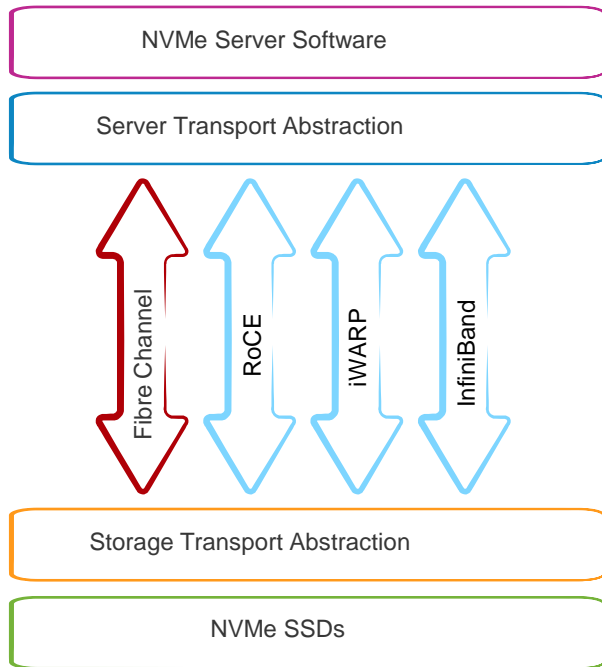 NVMe Server Software
Server Transport Abstraction
Fibre Channel
RoCE
iWARP
InfiniBand
Storage Transport Abstraction
NVMe SSDs